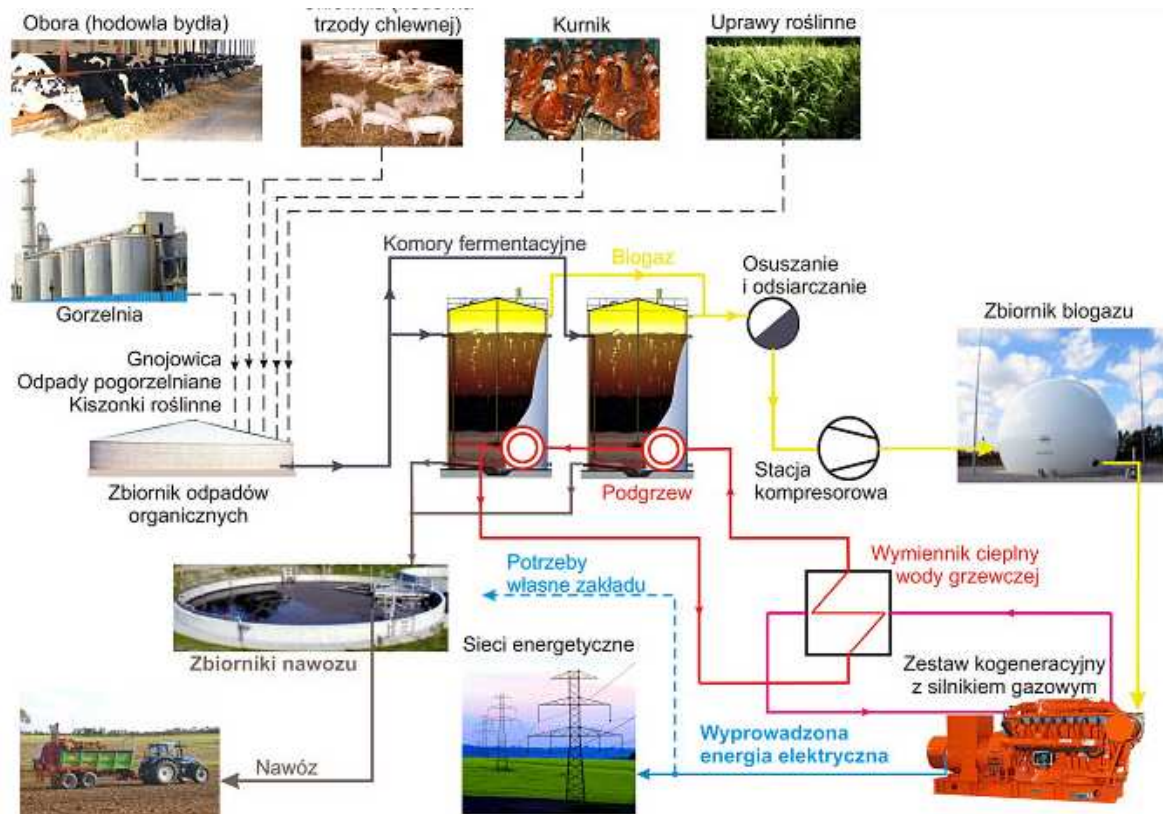 Obora (hodowla bydła)
trzody chlewnej)
Kurnik
Uprawy roślinne
Gorzelnia
Gnojowica
Odpady pogorzelniane
Kiszonki roślinne
Zbiornik odpadów
organicznych
Komory fermentacyjne
Biogaz
Osuszanie
i odsiarczanie
Zbiornik biogazu
Stacja
kompresorowa
Podgrzew
Wymiennik cieplny
wody grzewczej
Potrzeby
własne zakładu
Zbiorniki nawozu
Sieci energetyczne
Zestaw kogeneracyjny
z silnikiem gazowym
Wyprowadzona
energia elektryczna
Nawóz